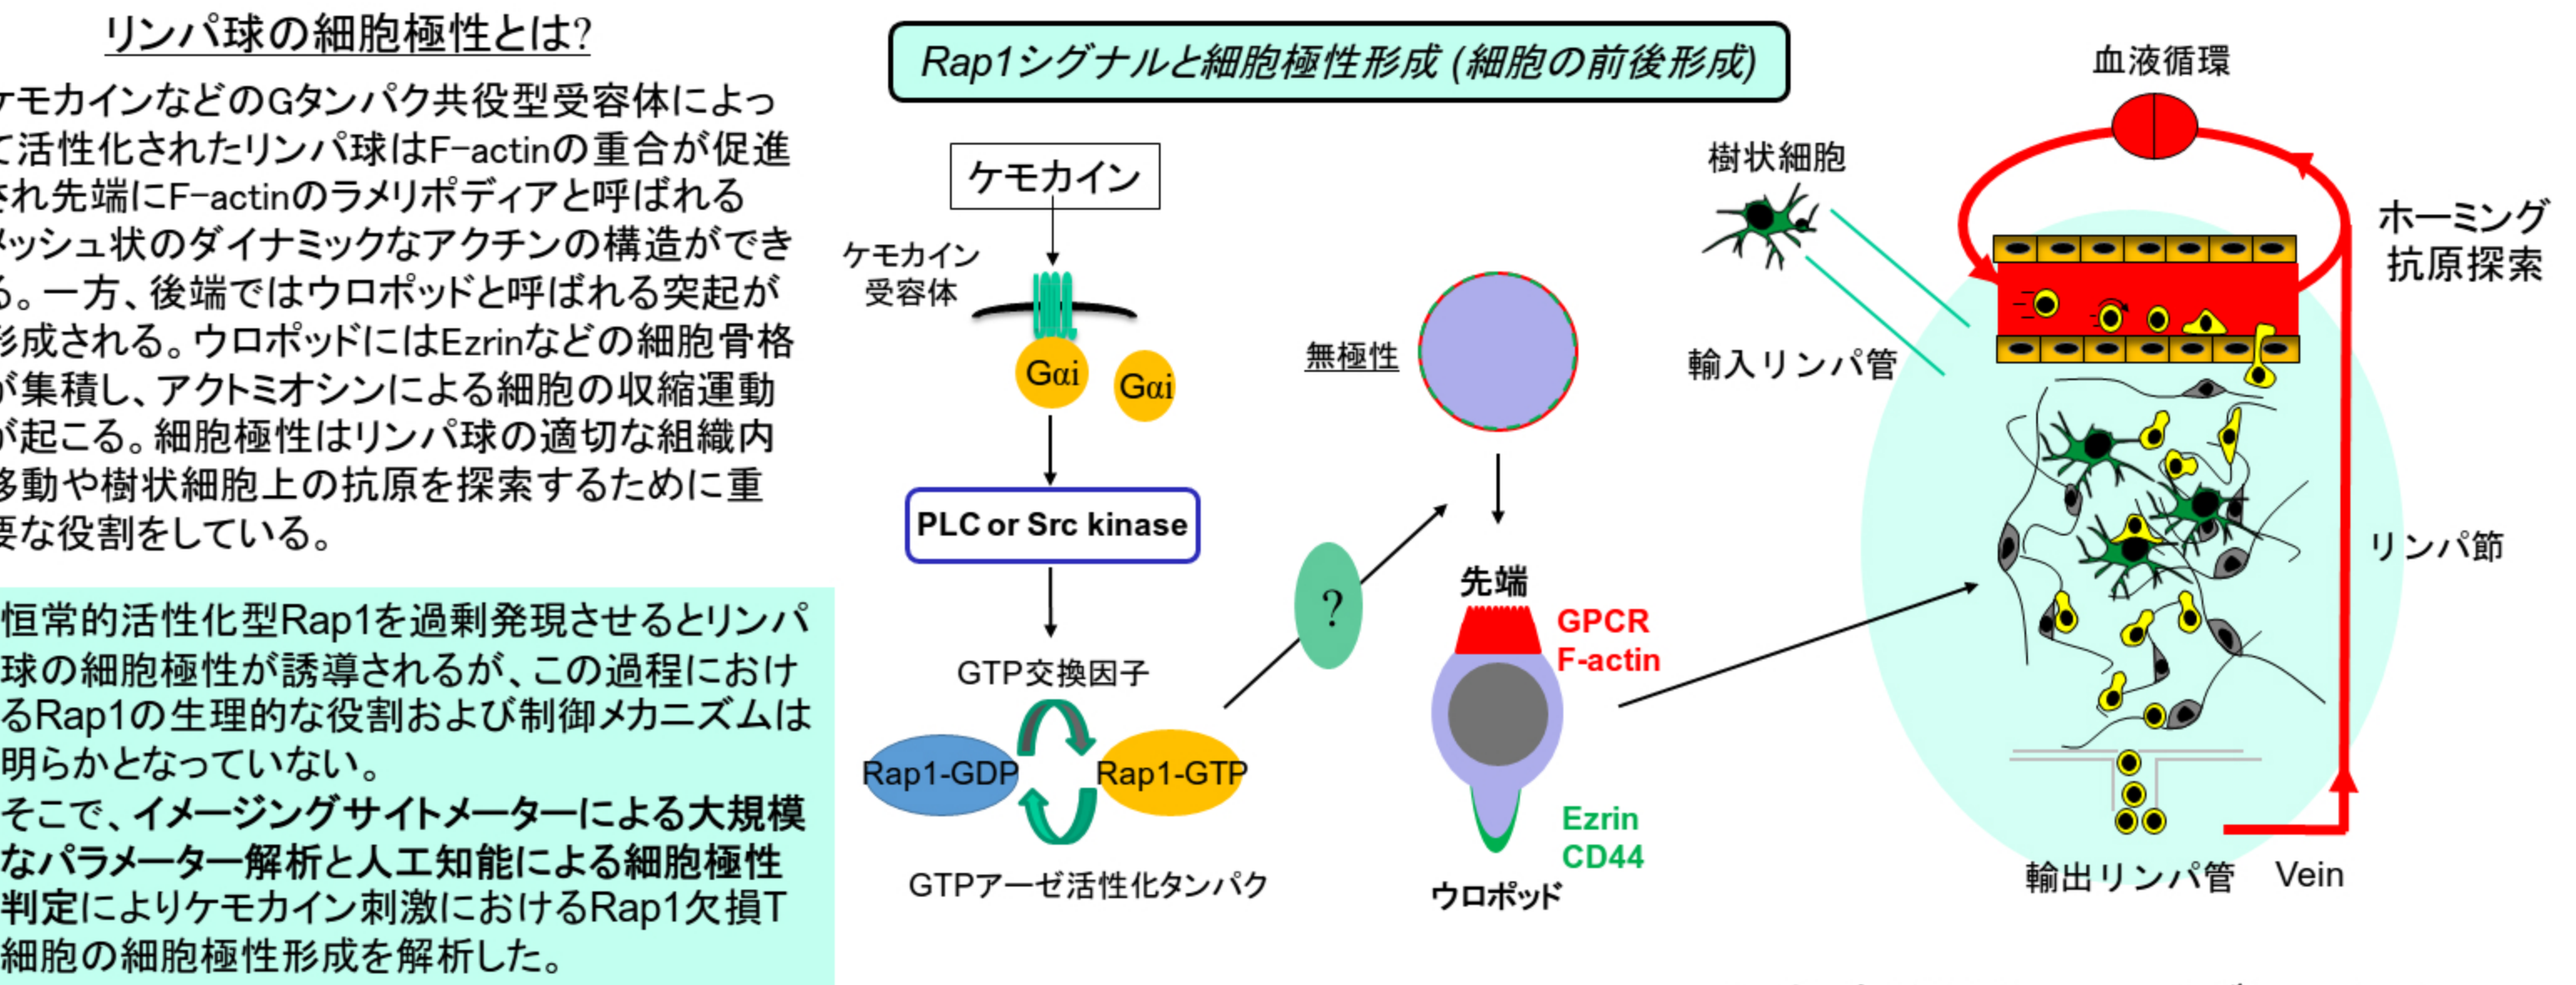 リンパ球の細胞極性とは?
ケモカインなどのGタンパク共役型受容体によっ
て活性化されたリンパ球はF-actinの重合が促進
され先端にF-actinのラメリポディアと呼ばれる
メッシュ状のダイナミックなアクチンの構造ができ
る。一方、後端ではウロポッドと呼ばれる突起が
形成される。ウロポッドにはEzrinなどの細胞骨格
が集積し、アクトミオシンによる細胞の収縮運動
が起こる。細胞極性はリンパ球の適切な組織内
移動や樹状細胞上の抗原を探索するために重
要な役割をしている。
恒常的活性化型Rap1を過剰発現させるとリンパ
球の細胞極性が誘導されるが、この過程におけ
るRap1の生理的な役割および制御メカニズムは
明らかとなっていない。
そこで、イメージングサイトメーターによる大規模
なパラメーター解析と人工知能による細胞極性
判定によりケモカイン刺激におけるRap1欠損T
細胞の細胞極性形成を解析した。
Rap1シグナルと細胞極性形成 (細胞の前後形成)
ケモカイン
ケモカイン
受容体
Gαi
Gαi
PLC or Src kinase
GTP交換因子
Rap1-GDP
Rap1-GTP
GTPアーゼ活性化タンパク
?
無極性
先端
GPCR
F-actin
Ezrin
CD44
ウロポッド
血液循環
樹状細胞
ホーミング
抗原探索
輸入リンパ管
リンパ節
輸出リンパ管
Vein